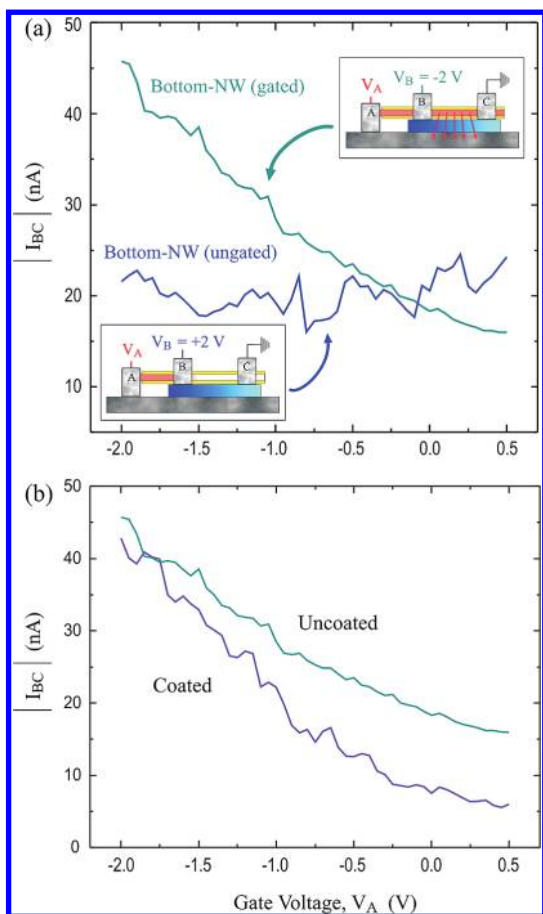 (a)
50
40
30
20
10
| I_BC | (nA)
Bottom-NW (gated)
V_B = -2 V
V_A
A
B
C
Bottom-NW (ungated)
V_B = +2 V
V_A
A
B
C
-2.0 -1.5 -1.0 -0.5 0.0 0.5
(b)
50
40
30
20
10
0
| I_BC | (nA)
Uncoated
Coated
-2.0 -1.5 -1.0 -0.5 0.0 0.5
Gate Voltage, V_A (V)